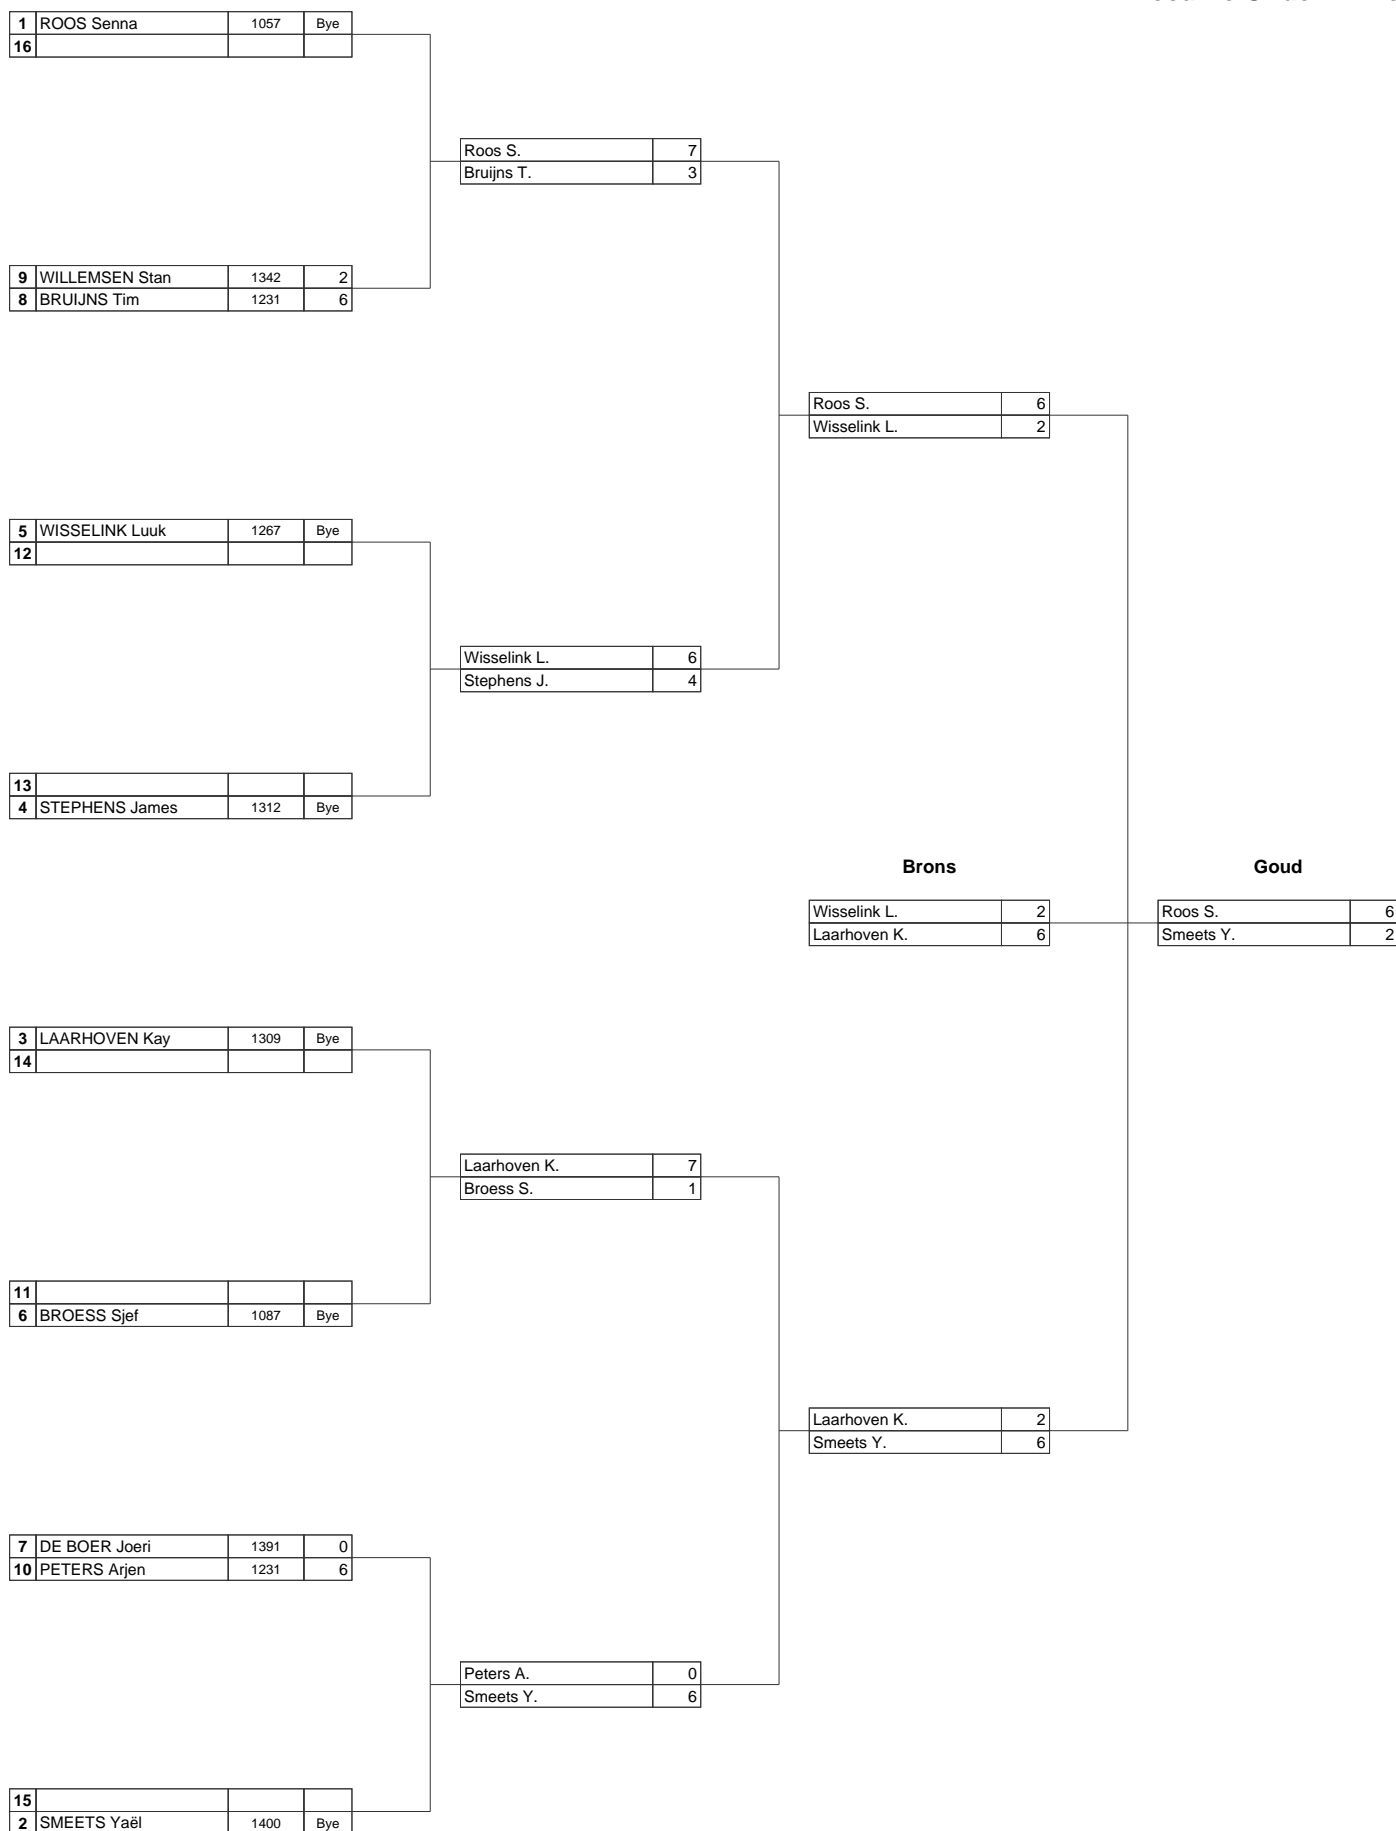 1 ROOS Senna 1057 Bye
16
Roos S. 7
Bruijns T. 3
9 WILLEMSEN Stan 1342 2
8 BRUIJNS Tim 1231 6
Roos S. 6
Wisselink L. 2
5 WISSELINK Luuk 1267 Bye
12
Wisselink L. 6
Stephens J. 4
13
4 STEPHENS James 1312 Bye
Brons Goud
Wisselink L. 2 Roos S. 6
Laarhoven K. 6 Smeets Y. 2
3 LAARHOVEN Kay 1309 Bye
14
Laarhoven K. 7
Broess S. 1
11
6 BROESS Sjef 1087 Bye
Laarhoven K. 2
Smeets Y. 6
7 DE BOER Joeri 1391 0
10 PETERS Arjen 1231 6
Peters A. 0
Smeets Y. 6
15
2 SMEETS Yaël 1400 Bye